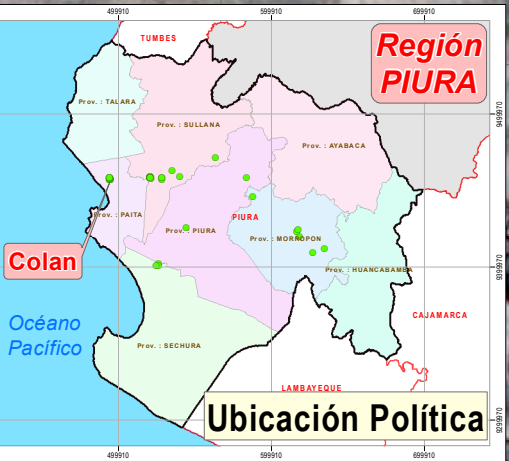 499910
599910
699910
TUMBES
Región
PIURA
Prov. : TALARA
9499970
Prov. : SULLANA
Prov. : AYABACA
Prov. : PAITA
PIURA
Prov. : PIURA
Prov. : MORROPON
Colan
Prov. : HUANCABAMBA
9399970
CAJAMARCA
Océano
Pacífico
Prov. : SECHURA
LAMBAYEQUE
Ubicación Política
9299970
499910
599910
699910